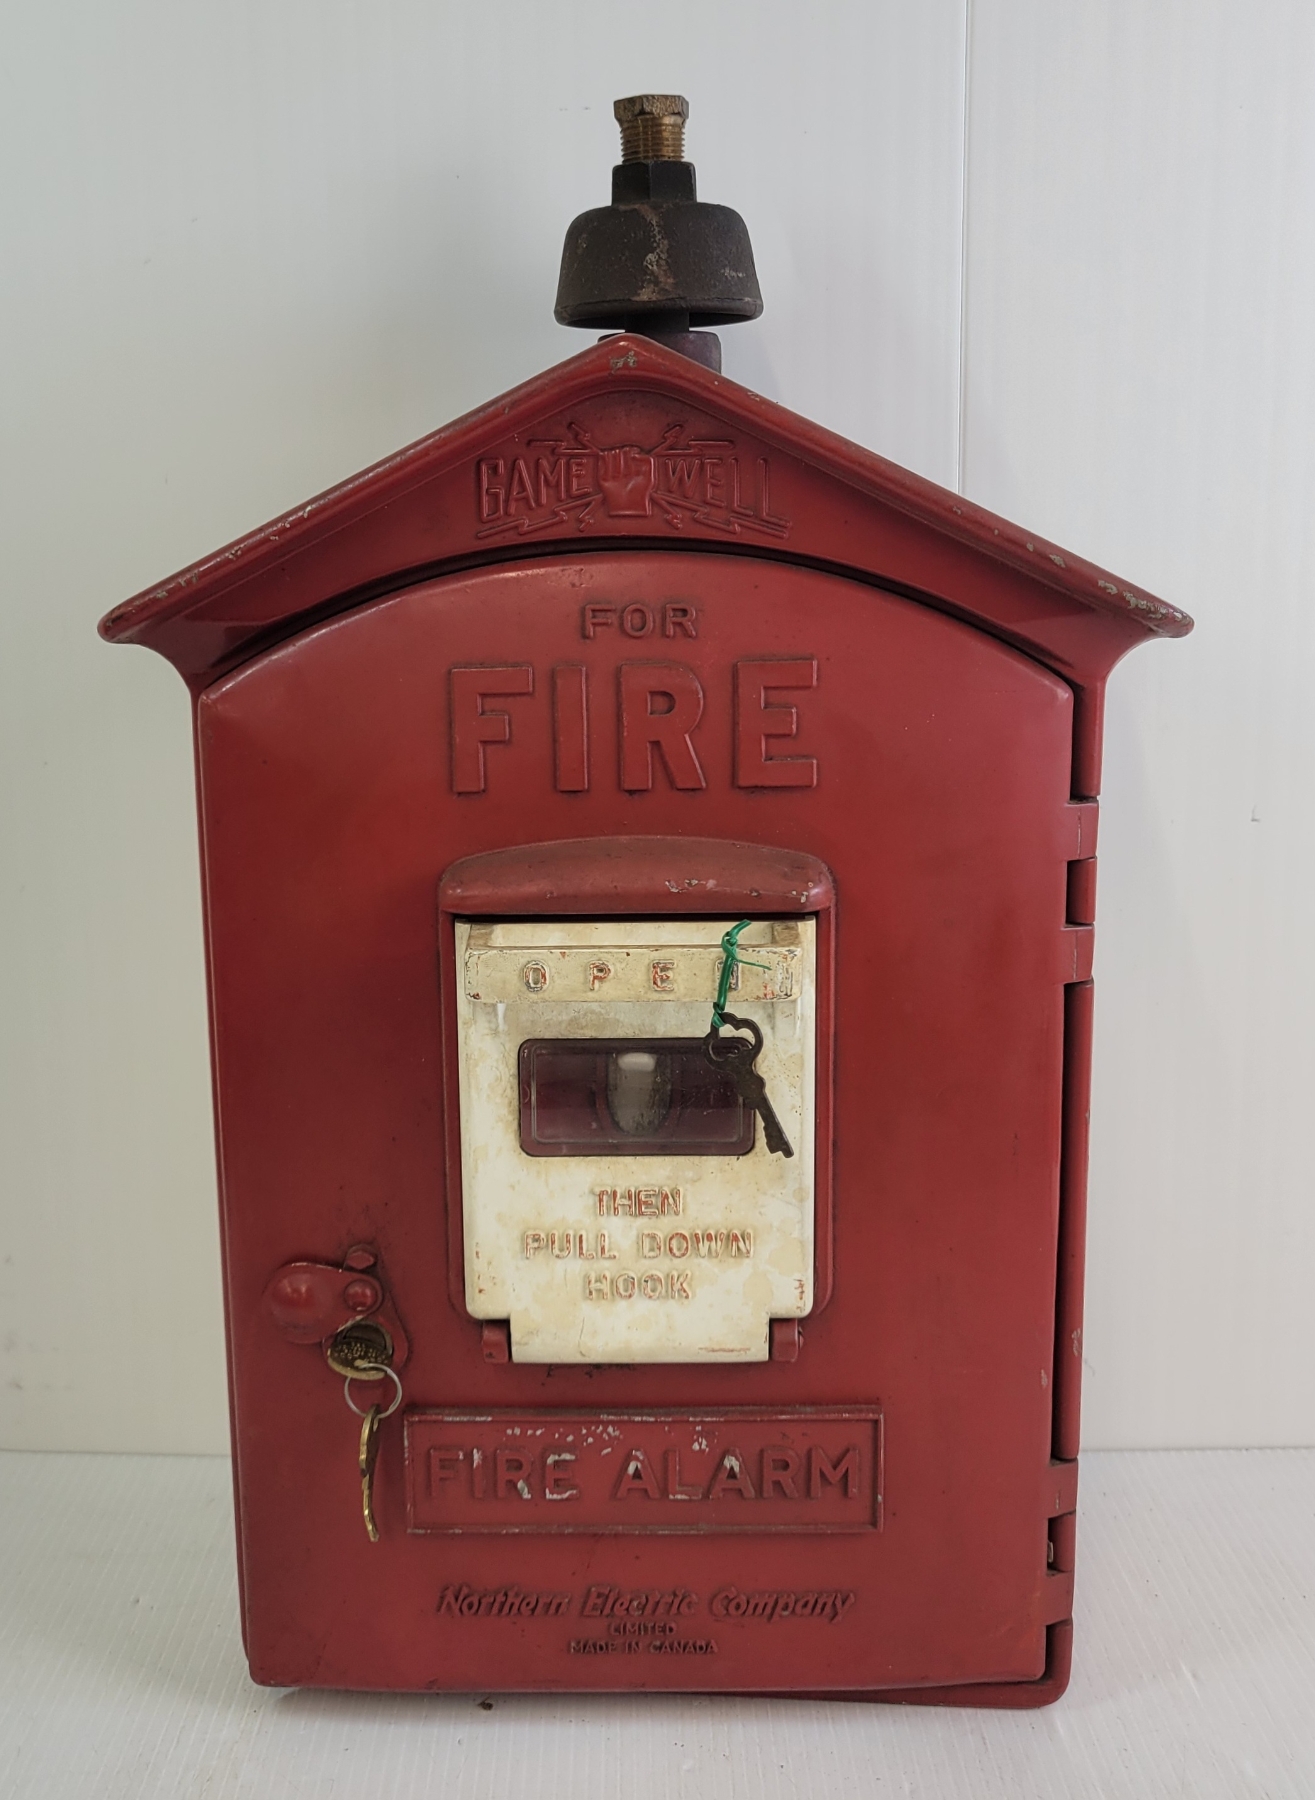 GAMEWELL
FOR
FIRE
OPEN
THEN
PULL DOWN
HOOK
FIRE ALARM
Northern Electric Company
LIMITED
MADE IN CANADA